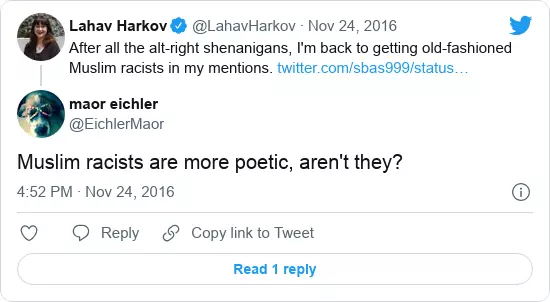 Lahav Harkov @LahavHarkov · Nov 24, 2016
After all the alt-right shenanigans, I'm back to getting old-fashioned
Muslim racists in my mentions. twitter.com/sbas999/status…
maor eichler
@EichlerMaor
Muslim racists are more poetic, aren't they?
4:52 PM · Nov 24, 2016
Reply Copy link to Tweet
Read 1 reply